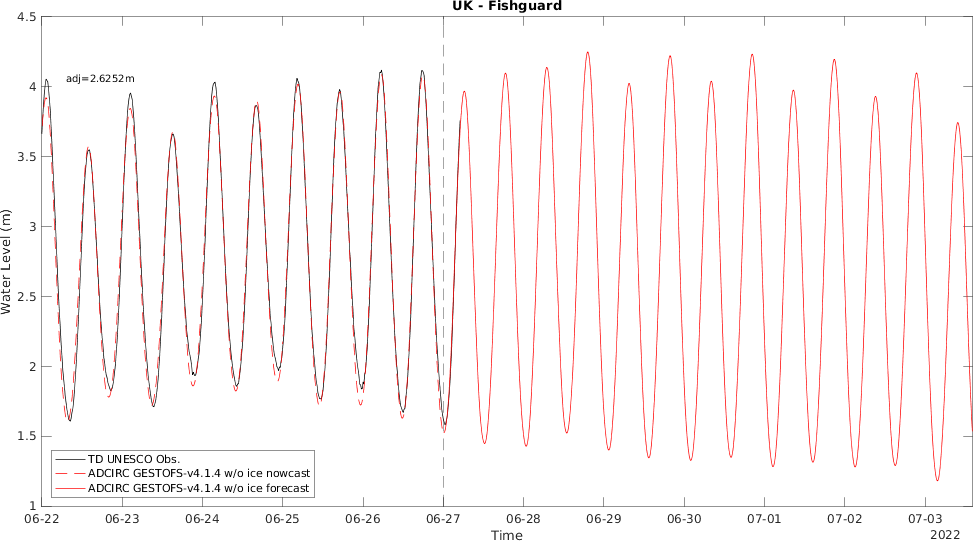 UK - Fishguard
4.5
adj=2.6252m
4
3.5
3
2.5
2
1.5
1
Water Level (m)
TD UNESCO Obs.
ADCIRC GESTOFS-v4.1.4 w/o ice nowcast
ADCIRC GESTOFS-v4.1.4 w/o ice forecast
06-22 06-23 06-24 06-25 06-26 06-27 06-28 06-29 06-30 07-01 07-02 07-03
Time
2022